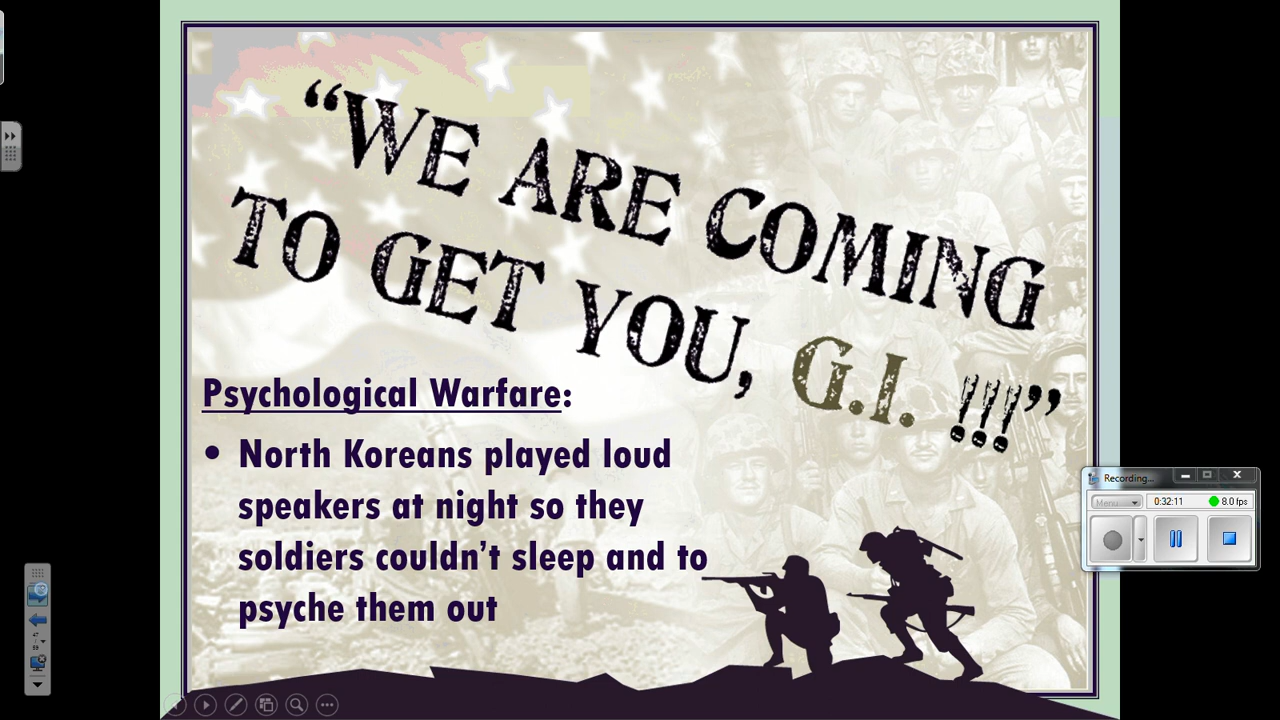 “WE ARE COMING
TO GET YOU, G.I. !!!”
Psychological Warfare:
• North Koreans played loud
speakers at night so they
soldiers couldn’t sleep and to
psyche them out
Recording...
Menu
0:32:11
8.0 fps